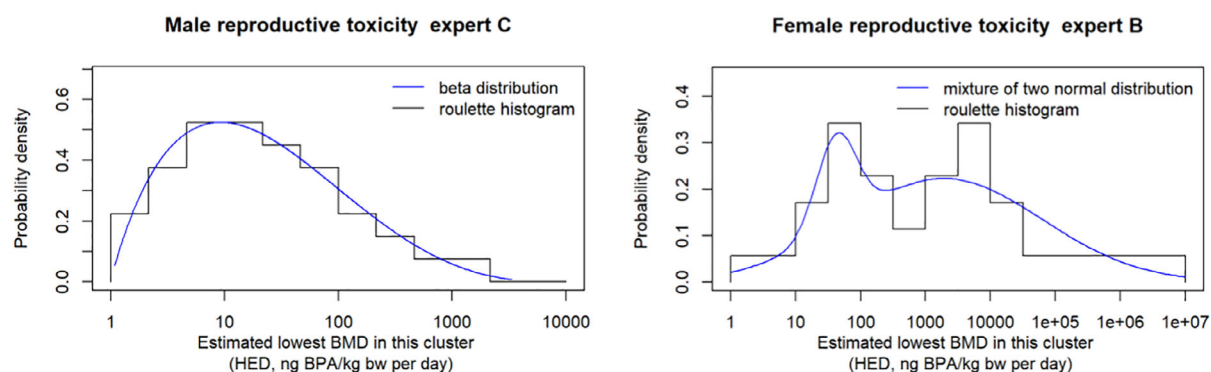 Male reproductive toxicity expert C
Probability density
0.0
0.2
0.4
0.6
beta distribution
roulette histogram
1
10
100
1000
10000
Estimated lowest BMD in this cluster
(HED, ng BPA/kg bw per day)
Female reproductive toxicity expert B
Probability density
0.0
0.1
0.2
0.3
0.4
mixture of two normal distribution
roulette histogram
1
10
100
1000
10000
1e+05
1e+06
1e+07
Estimated lowest BMD in this cluster
(HED, ng BPA/kg bw per day)